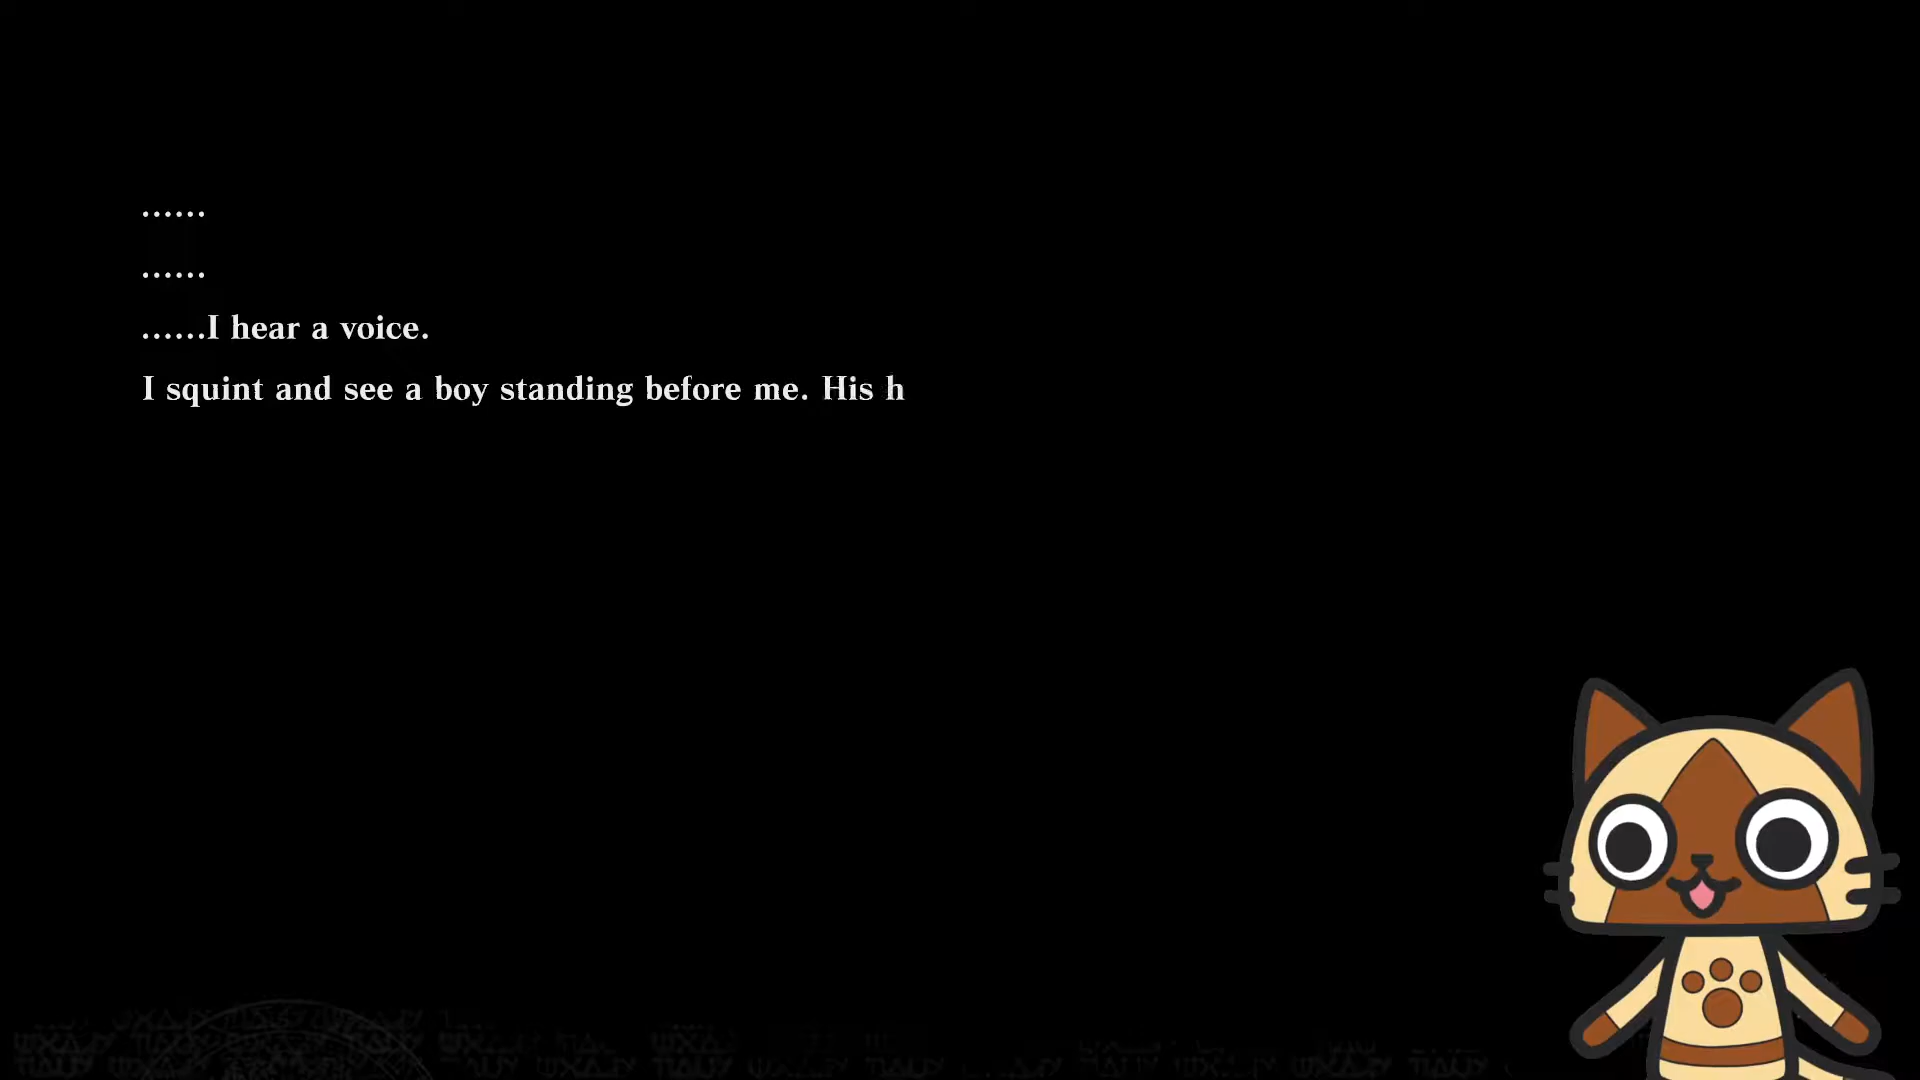 ......
......
......I hear a voice.
I squint and see a boy standing before me. His h